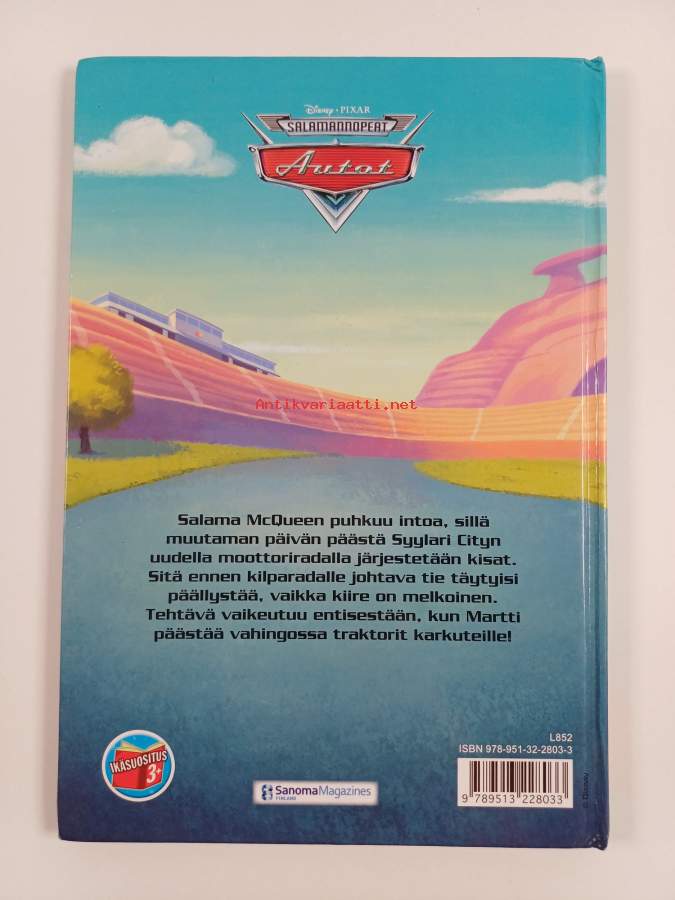 Disney • PIXAR
SALAMANNOPEAT
Autot
Antikvariaatti.net
Salama McQueen puhkuu intoa, sillä
muutaman päivän päästä Syylari Cityn
uudella moottoriradalla järjestetään kisat.
Sitä ennen kilparadalle johtava tie täytyisi
päällystää, vaikka kiire on melkoinen.
Tehtävä vaikeutuu entisestään, kun Martti
päästää vahingossa traktorit karkuteille!
IKÄSUOSITUS
3+
SanomaMagazines
FINLAND
L852
ISBN 978-951-32-2803-3
9 789513 228033
© Disney